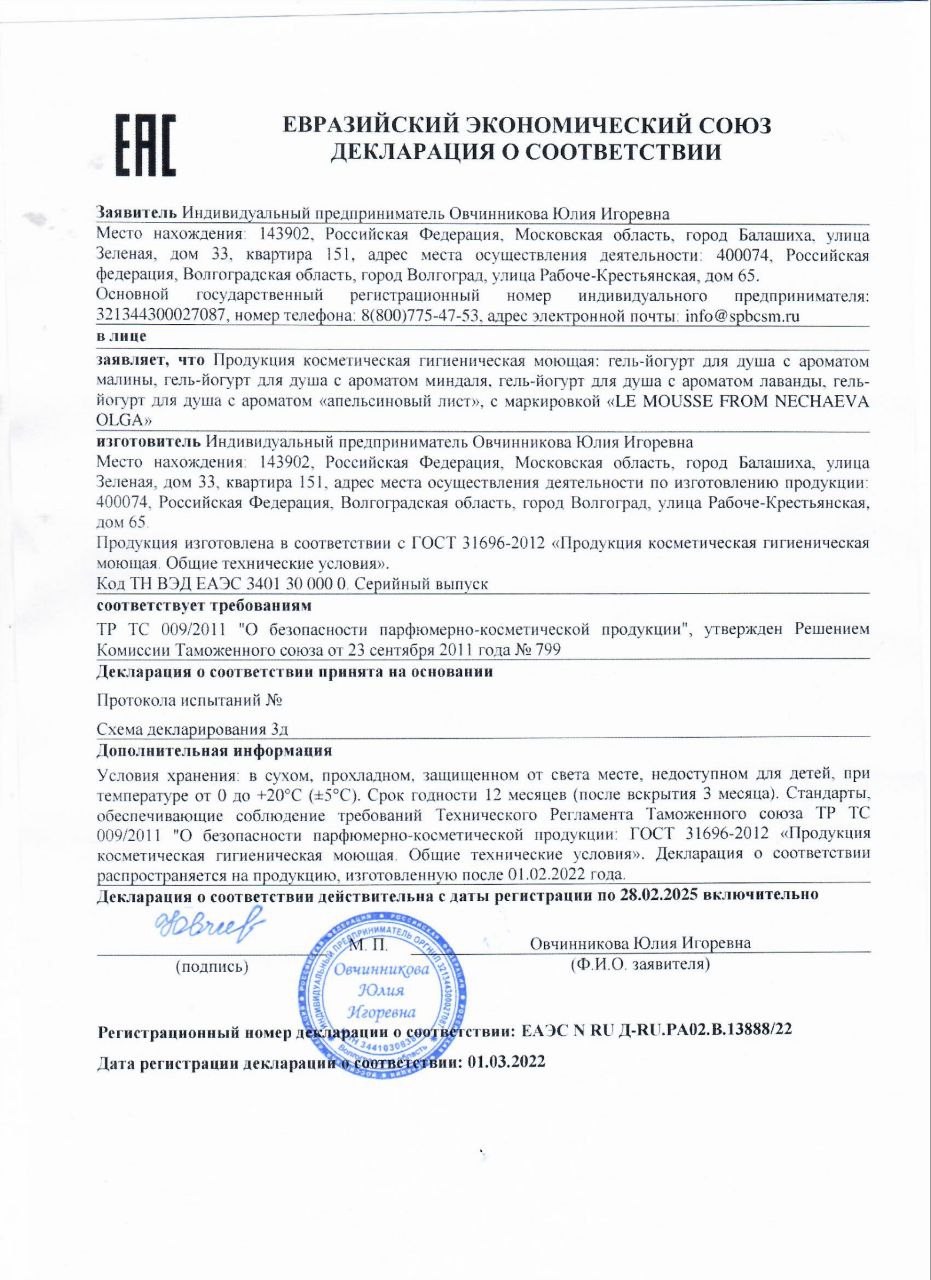 EAC
ЕВРАЗИЙСКИЙ ЭКОНОМИЧЕСКИЙ СОЮЗ
ДЕКЛАРАЦИЯ О СООТВЕТСТВИИ
Заявитель Индивидуальный предприниматель Овчинникова Юлия Игоревна
Место нахождения: 143902, Российская Федерация, Московская область, город Балашиха, улица
Зеленая, дом 33, квартира 151, адрес места осуществления деятельности: 400074, Российская
федерация, Волгоградская область, город Волгоград, улица Рабоче-Крестьянская, дом 65.
Основной государственный регистрационный номер индивидуального предпринимателя:
321344300027087, номер телефона: 8(800)775-47-53, адрес электронной почты: info@spbcsm.ru
в лице
заявляет, что Продукция косметическая гигиеническая моющая: гель-йогурт для душа с ароматом
малины, гель-йогурт для душа с ароматом миндаля, гель-йогурт для душа с ароматом лаванды, гель-
йогурт для душа с ароматом «апельсиновый лист», с маркировкой «LE MOUSSE FROM NECHAEVA
OLGA»
изготовитель Индивидуальный предприниматель Овчинникова Юлия Игоревна
Место нахождения: 143902, Российская Федерация, Московская область, город Балашиха, улица
Зеленая, дом 33, квартира 151, адрес места осуществления деятельности по изготовлению продукции:
400074, Российская Федерация, Волгоградская область, город Волгоград, улица Рабоче-Крестьянская,
дом 65.
Продукция изготовлена в соответствии с ГОСТ 31696-2012 «Продукция косметическая гигиеническая
моющая. Общие технические условия».
Код ТН ВЭД ЕАЭС 3401 30 000 0. Серийный выпуск
соответствует требованиям
ТР ТС 009/2011 "О безопасности парфюмерно-косметической продукции", утвержден Решением
Комиссии Таможенного союза от 23 сентября 2011 года № 799
Декларация о соответствии принята на основании
Протокола испытаний №
Схема декларирования 3д
Дополнительная информация
Условия хранения: в сухом, прохладном, защищенном от света месте, недоступном для детей, при
температуре от 0 до +20°С (±5°С). Срок годности 12 месяцев (после вскрытия 3 месяца). Стандарты,
обеспечивающие соблюдение требований Технического Регламента Таможенного союза ТР ТС
009/2011 "О безопасности парфюмерно-косметической продукции: ГОСТ 31696-2012 «Продукция
косметическая гигиеническая моющая. Общие технические условия». Декларация о соответствии
распространяется на продукцию, изготовленную после 01.02.2022 года.
Декларация о соответствии действительна с даты регистрации по 28.02.2025 включительно
М. П.
Овчинникова Юлия Игоревна
(подпись)
(Ф.И.О. заявителя)
РОССИЙСКАЯ ФЕДЕРАЦИЯ
ИНДИВИДУАЛЬНЫЙ ПРЕДПРИНИМАТЕЛЬ ОГРНИП 321344300027087
Овчинникова
Юлия
Игоревна
Регистрационный номер декларации о соответствии: ЕАЭС N RU Д-RU.РА02.В.13888/22
Дата регистрации декларации о соответствии: 01.03.2022